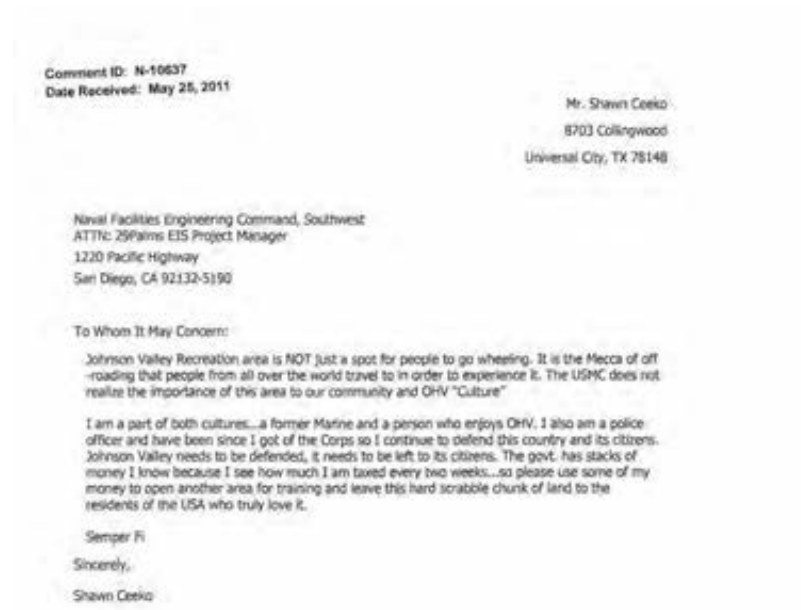 Comment ID: N-10637
Date Received: May 25, 2011
Mr. Shawn Ceeko
8703 Collingwood
Universal City, TX 78148
Naval Facilities Engineering Command, Southwest
ATTN: 29Palms EIS Project Manager
1220 Pacific Highway
San Diego, CA 92132-5190
To Whom It May Concern:
Johnson Valley Recreation area is NOT just a spot for people to go wheeling. It is the Mecca of off
-roading that people from all over the world travel to in order to experience it. The USMC does not
realize the importance of this area to our community and OHV "Culture"
I am a part of both cultures...a former Marine and a person who enjoys OHV. I also am a police
officer and have been since I got of the Corps so I continue to defend this country and its citizens.
Johnson Valley needs to be defended, it needs to be left to its citizens. The govt. has stacks of
money I know because I see how much I am taxed every two weeks...so please use some of my
money to open another area for training and leave this hard scrabble chunk of land to the
residents of the USA who truly love it.
Semper Fi
Sincerely,
Shawn Ceeko